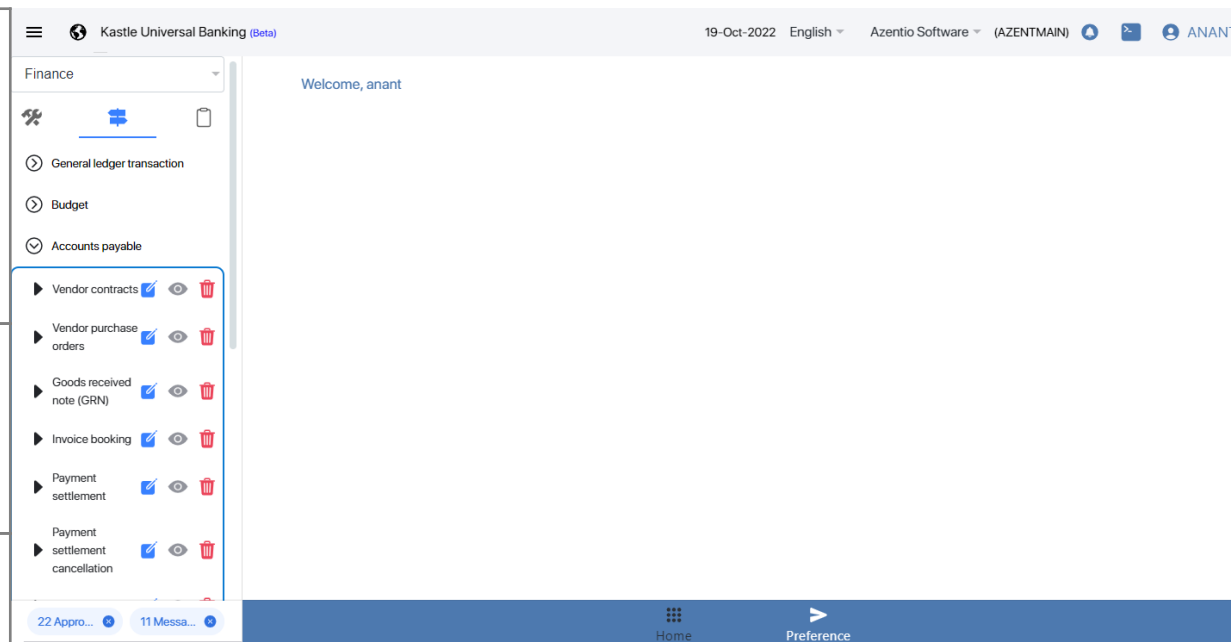 Kastle Universal Banking (Beta)
19-Oct-2022 English Azentio Software (AZENTMAIN) ANANT
Finance
Welcome, anant
General ledger transaction
Budget
Accounts payable
Vendor contracts
Vendor purchase
orders
Goods received
note (GRN)
Invoice booking
Payment
settlement
Payment
settlement
cancellation
22 Appro...
11 Messa...
Home
Preference